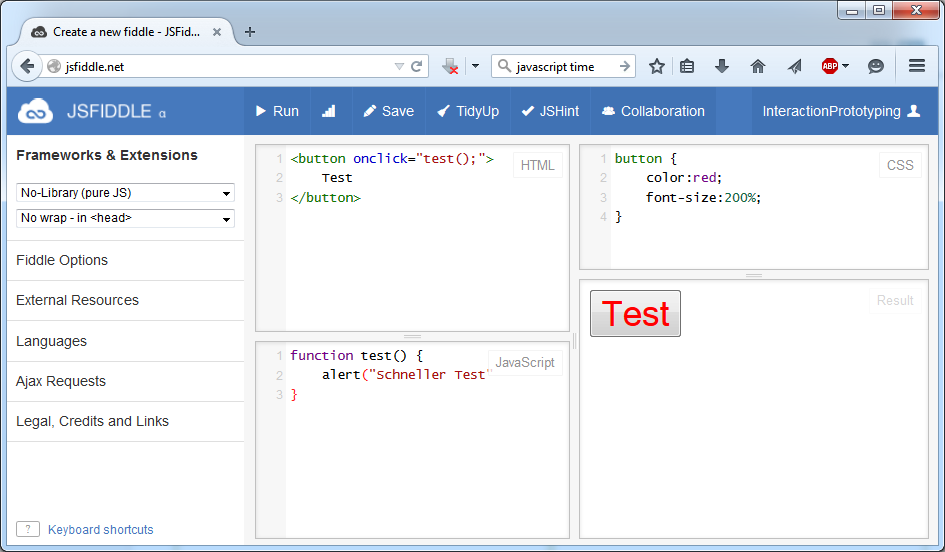 Create a new fiddle - JSFid...
jsfiddle.net
javascript time
ABP
JSFIDDLE α
Run
Save
TidyUp
JSHint
Collaboration
InteractionPrototyping
Frameworks & Extensions
No-Library (pure JS)
No wrap - in <head>
Fiddle Options
External Resources
Languages
Ajax Requests
Legal, Credits and Links
? Keyboard shortcuts
HTML
1 <button onclick="test();">
2     Test
3 </button>
CSS
1 button {
2     color:red;
3     font-size:200%;
4 }
JavaScript
1 function test() {
2     alert("Schneller Test"
3 }
Result
Test